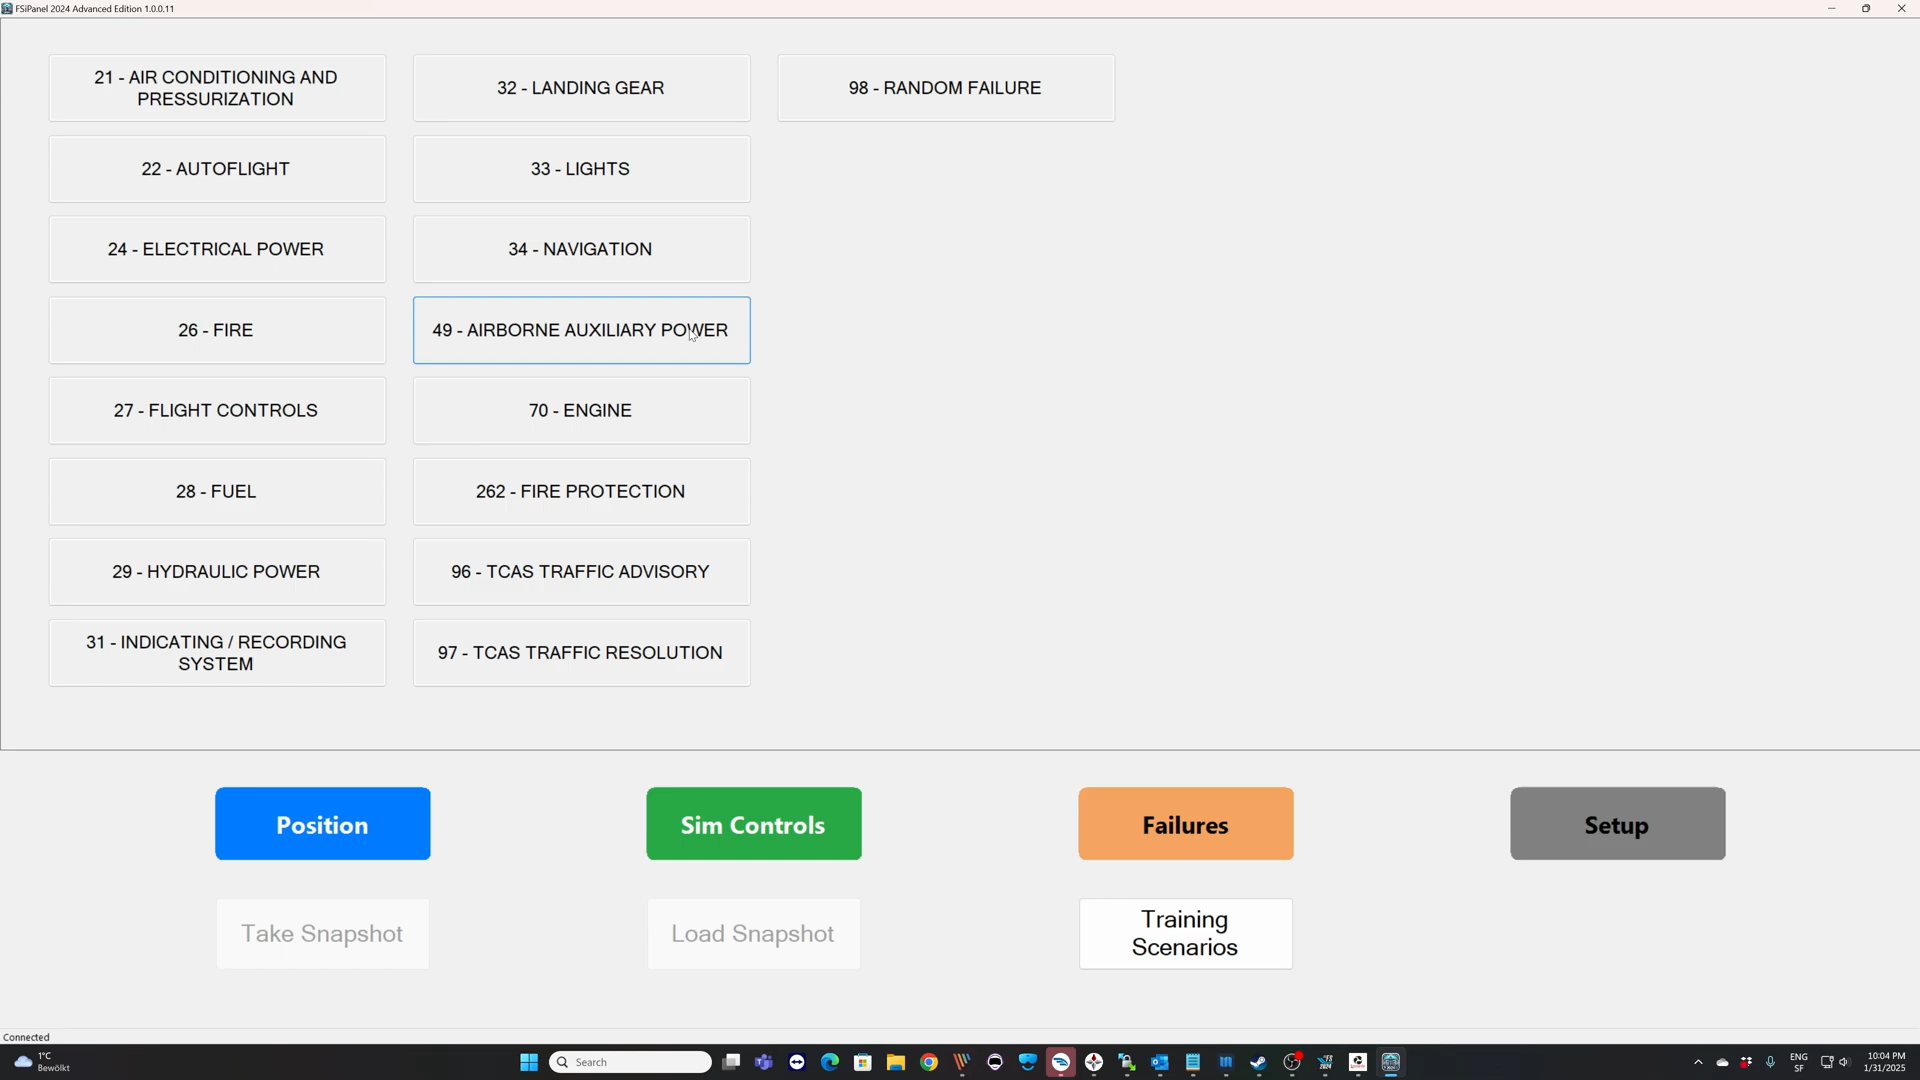 FSiPanel 2024 Advanced Edition 1.0.0.11
21 - AIR CONDITIONING AND
PRESSURIZATION
22 - AUTOFLIGHT
24 - ELECTRICAL POWER
26 - FIRE
27 - FLIGHT CONTROLS
28 - FUEL
29 - HYDRAULIC POWER
31 - INDICATING / RECORDING
SYSTEM
32 - LANDING GEAR
33 - LIGHTS
34 - NAVIGATION
49 - AIRBORNE AUXILIARY POWER
70 - ENGINE
262 - FIRE PROTECTION
96 - TCAS TRAFFIC ADVISORY
97 - TCAS TRAFFIC RESOLUTION
98 - RANDOM FAILURE
Position
Sim Controls
Failures
Setup
Take Snapshot
Load Snapshot
Training
Scenarios
Connected
1°C
Bewölkt
Search
ENG
SF
10:04 PM
1/31/2025